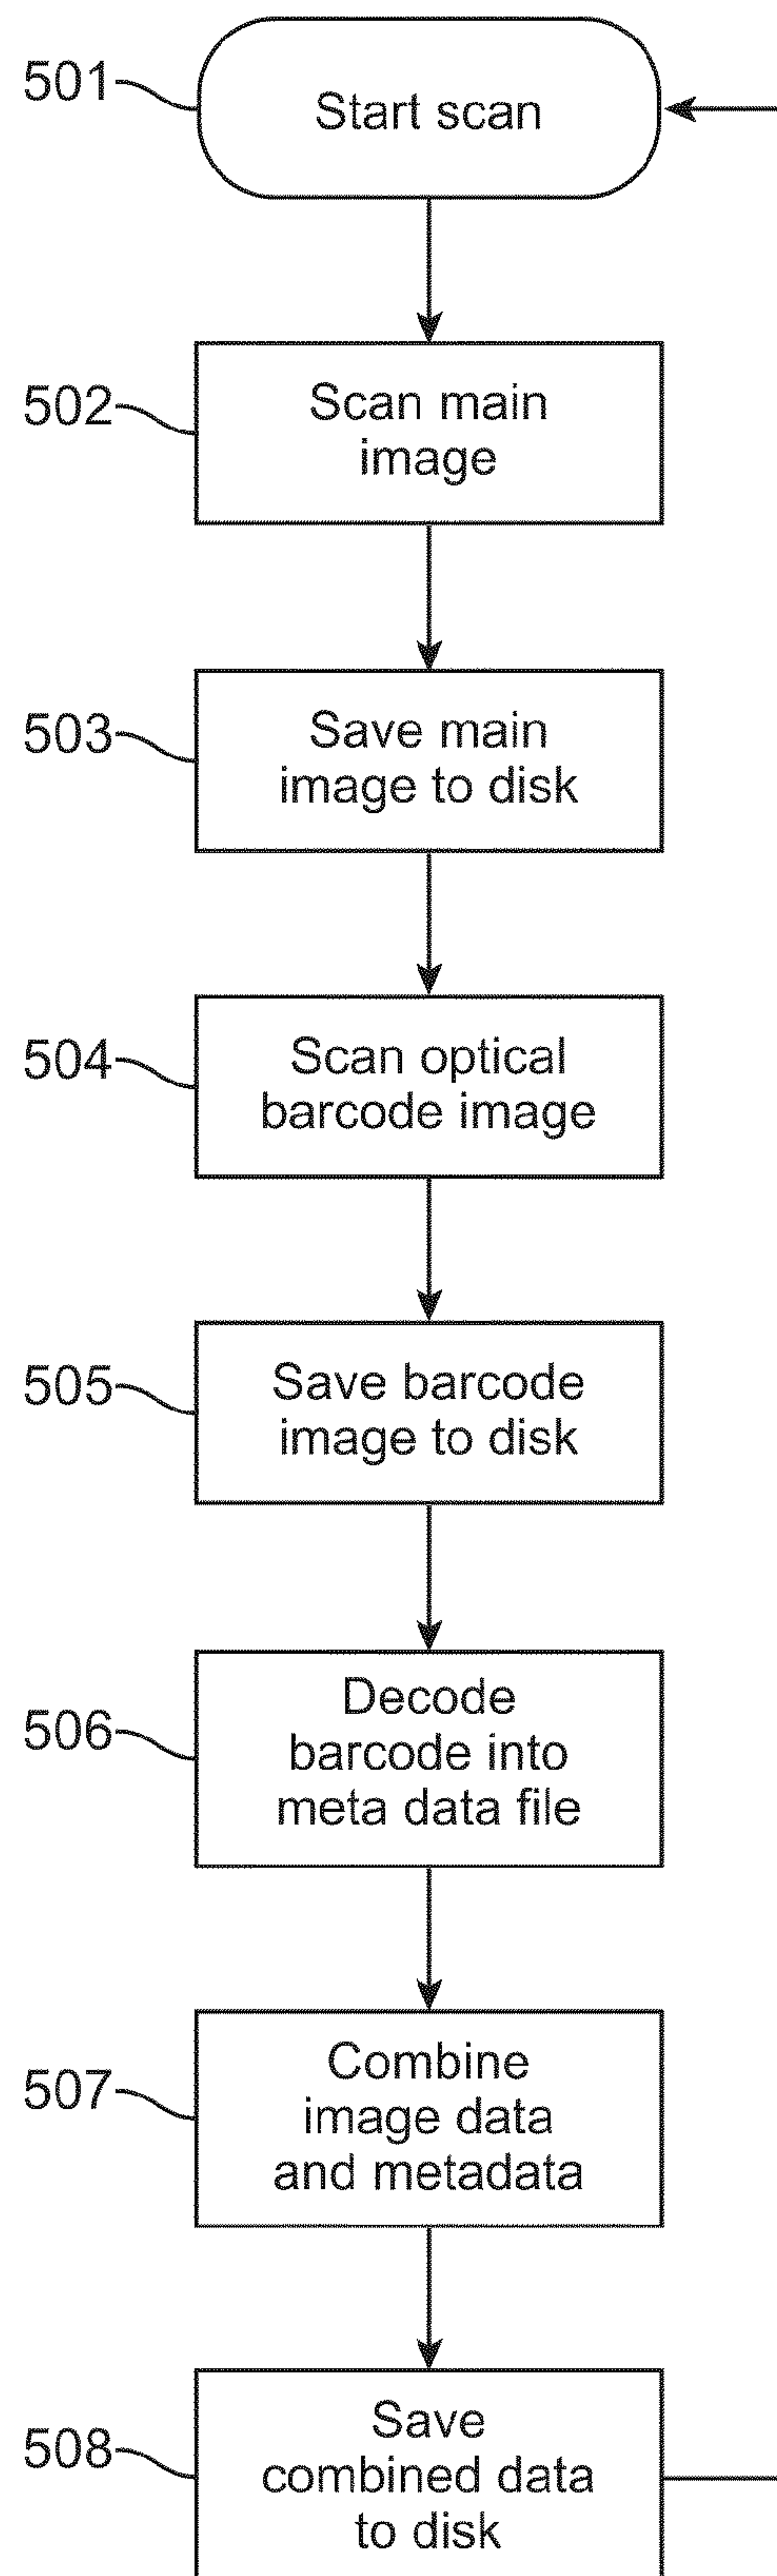 501
Start scan
502
Scan main
image
503
Save main
image to disk
504
Scan optical
barcode image
505
Save barcode
image to disk
506
Decode
barcode into
meta data file
507
Combine
image data
and metadata
508
Save
combined data
to disk